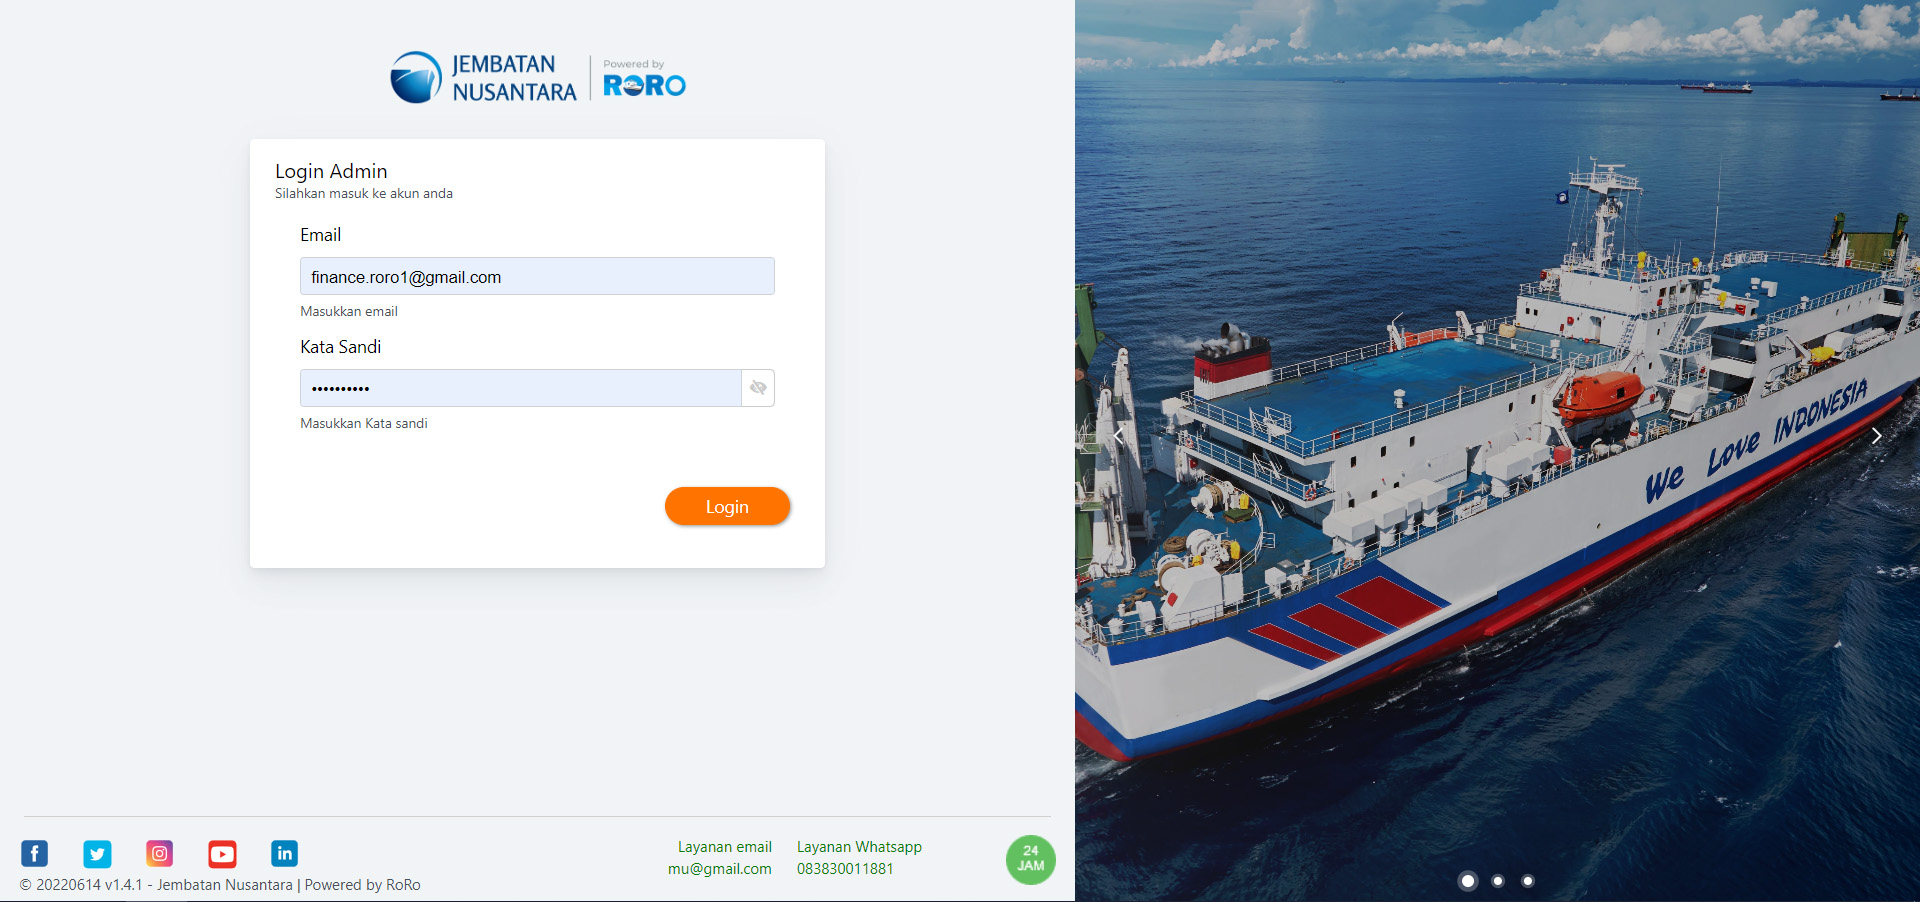 JEMBATAN
NUSANTARA
Powered by
RORO
Login Admin
Silahkan masuk ke akun anda
Email
finance.roro1@gmail.com
Masukkan email
Kata Sandi
••••••••••
Masukkan Kata sandi
Login
We Love INDONESIA
Layanan email
mu@gmail.com
Layanan Whatsapp
083830011881
24
JAM
© 20220614 v1.4.1 - Jembatan Nusantara | Powered by RoRo